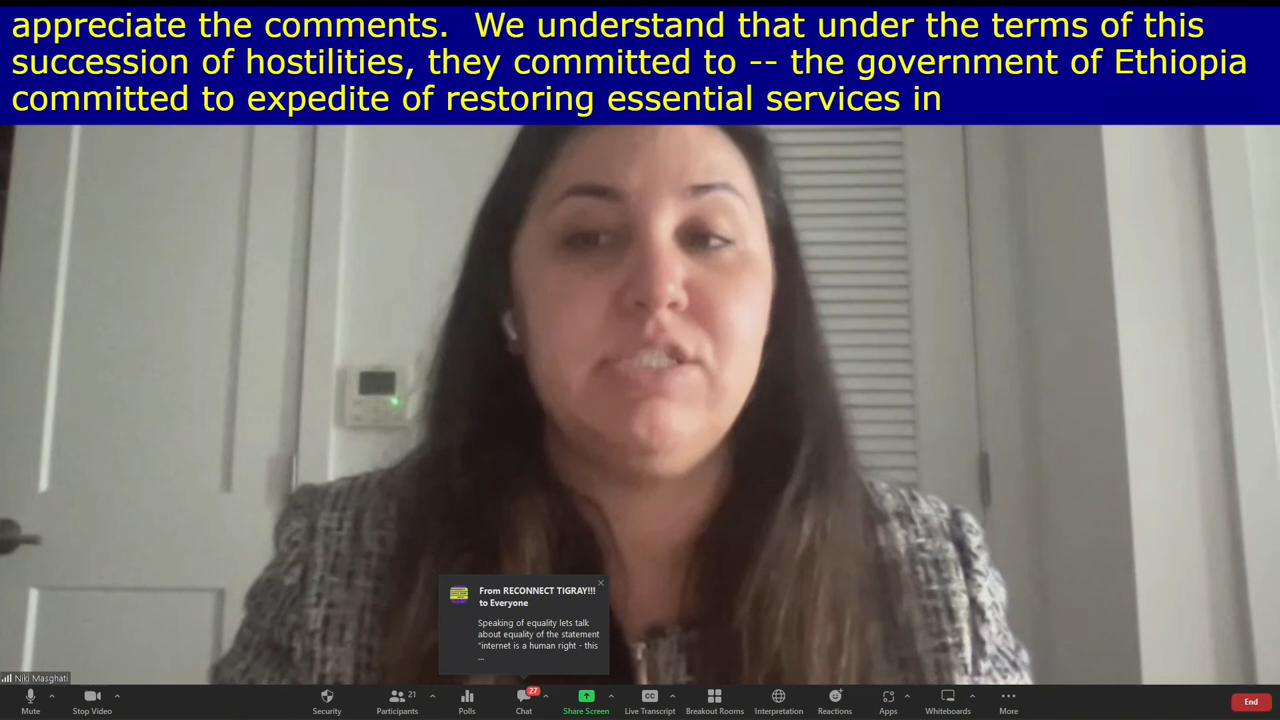 appreciate the comments.  We understand that under the terms of this
succession of hostilities, they committed to -- the government of Ethiopia
committed to expedite of restoring essential services in
From RECONNECT TIGRAY!!!
to Everyone
Speaking of equality lets talk
about equality of the statement
"internet is a human right - this
...
Niki Masghati
Mute
Stop Video
Security
Participants
21
Polls
Chat
27
Share Screen
CC
Live Transcript
Breakout Rooms
Interpretation
Reactions
Apps
Whiteboards
More
End